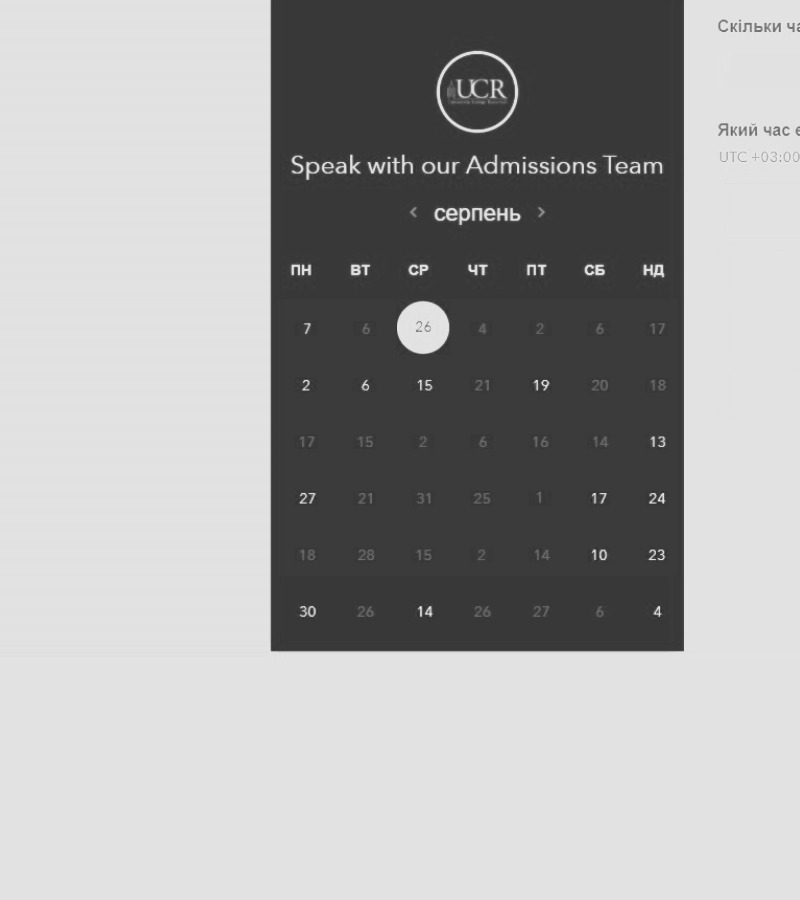 UCR
Speak with our Admissions Team
‹ серпень ›
ПН ВТ СР ЧТ ПТ СБ НД
7 6 26 4 2 6 17
2 6 15 21 19 20 18
17 15 2 6 16 14 13
27 21 31 25 1 17 24
18 28 15 2 14 10 23
30 26 14 26 27 6 4
Скільки ча
Який час є
UTC +03:00